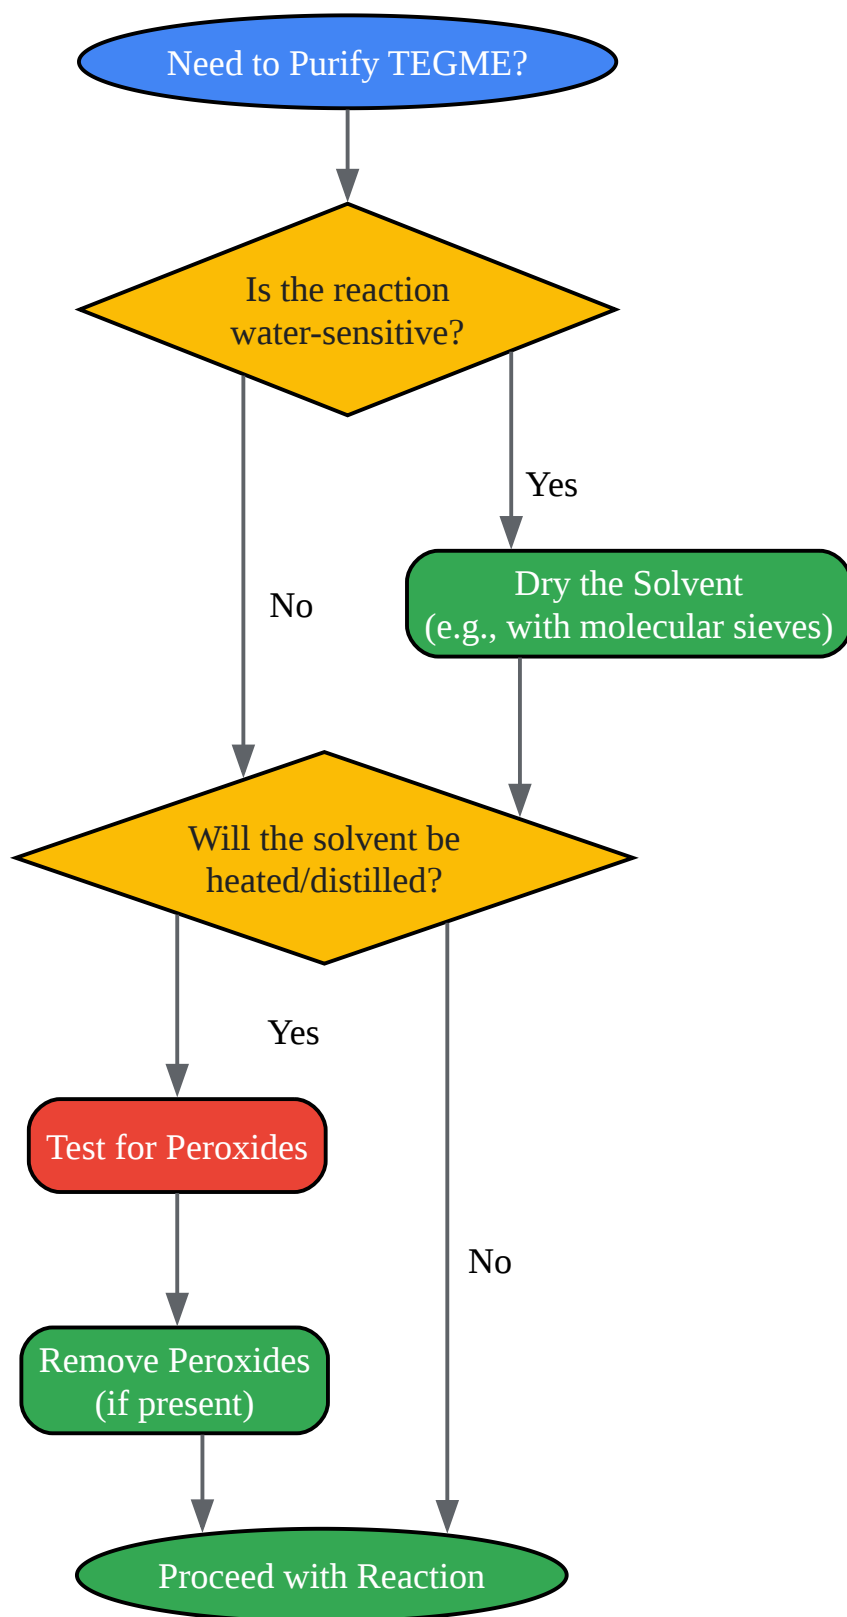 Need to Purify TEGME?
Is the reaction
water-sensitive?
Yes
Dry the Solvent
(e.g., with molecular sieves)
No
Will the solvent be
heated/distilled?
Yes
Test for Peroxides
No
Remove Peroxides
(if present)
Proceed with Reaction